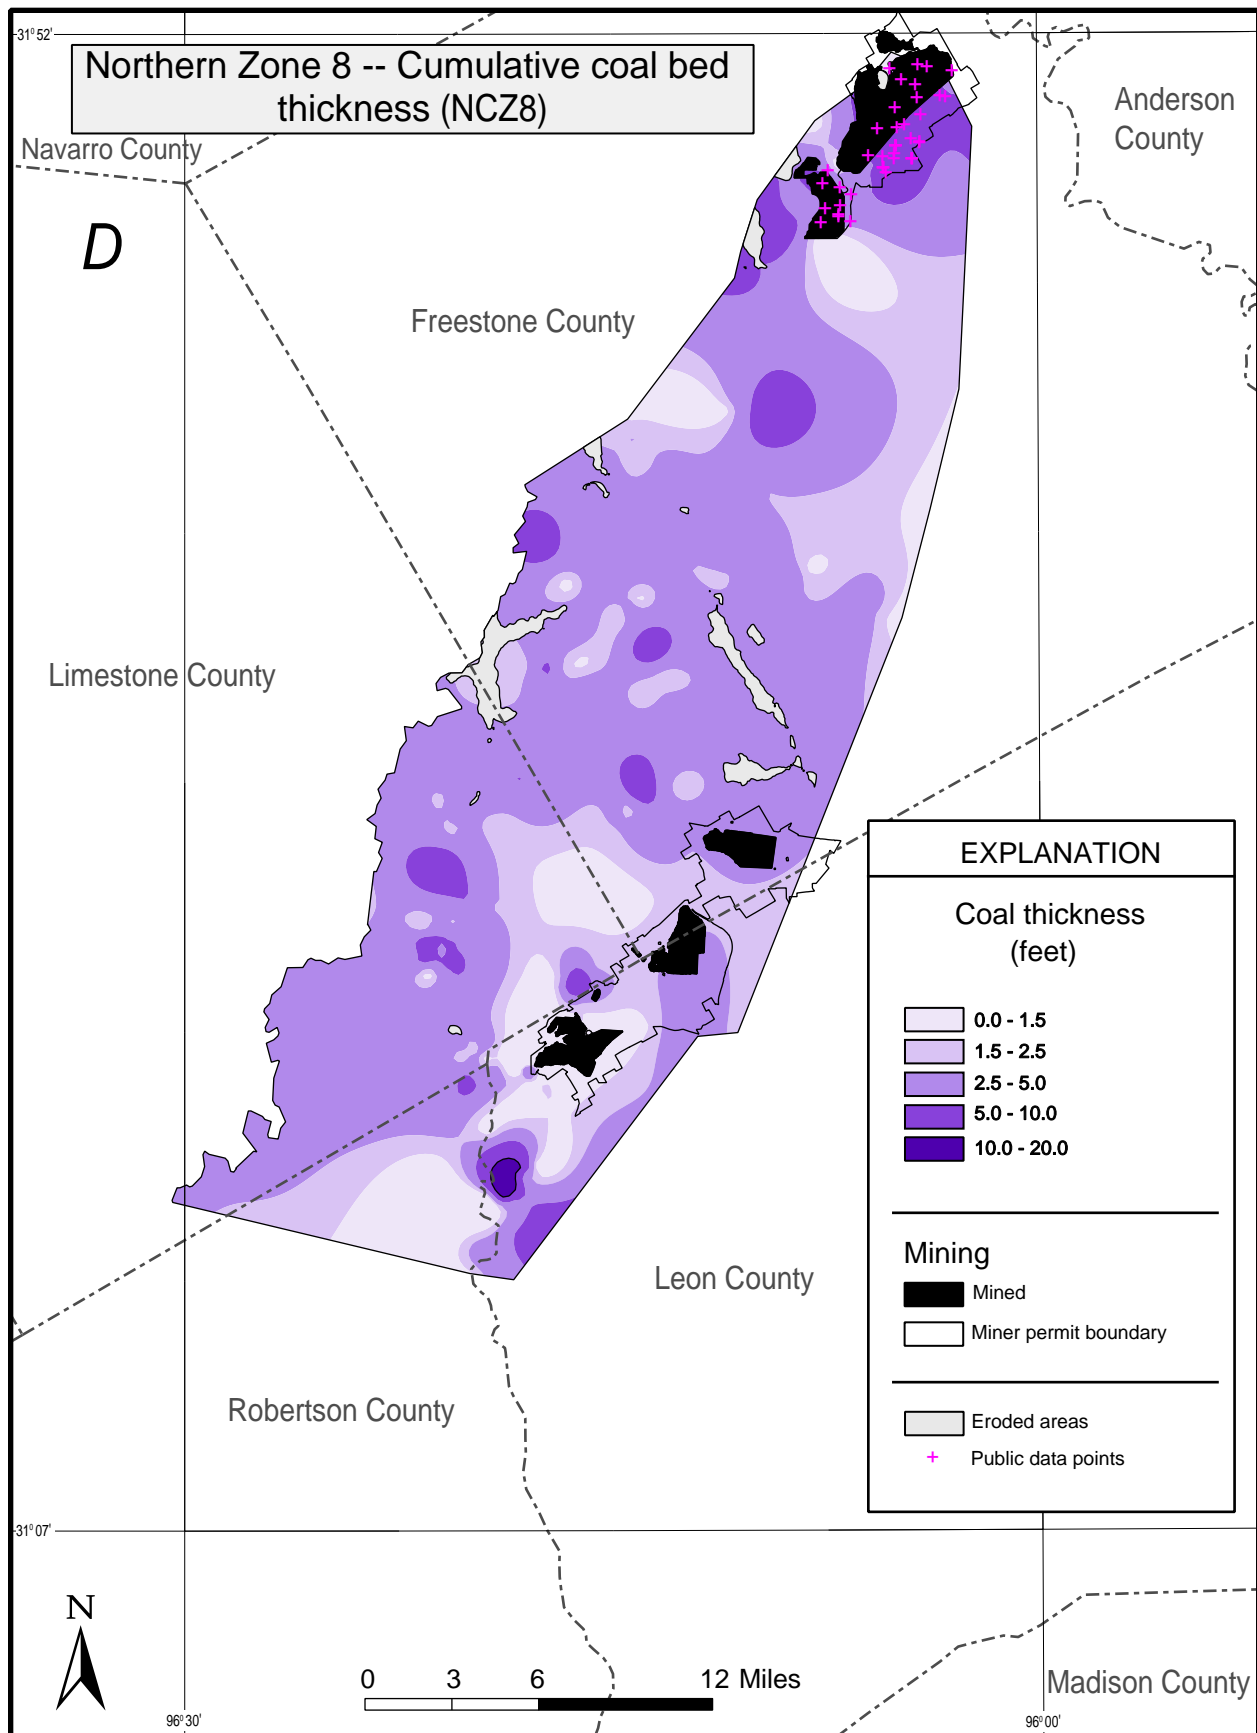 31° 52'
Northern Zone 8 -- Cumulative coal bed
thickness (NCZ8)
Navarro County
Anderson
County
D
Freestone County
Limestone County
EXPLANATION
Coal thickness
(feet)
0.0 - 1.5
1.5 - 2.5
2.5 - 5.0
5.0 - 10.0
10.0 - 20.0
Mining
Mined
Miner permit boundary
Eroded areas
+ Public data points
Leon County
Robertson County
31° 07'
N
0 3 6 12 Miles
Madison County
96° 30'
96° 00'